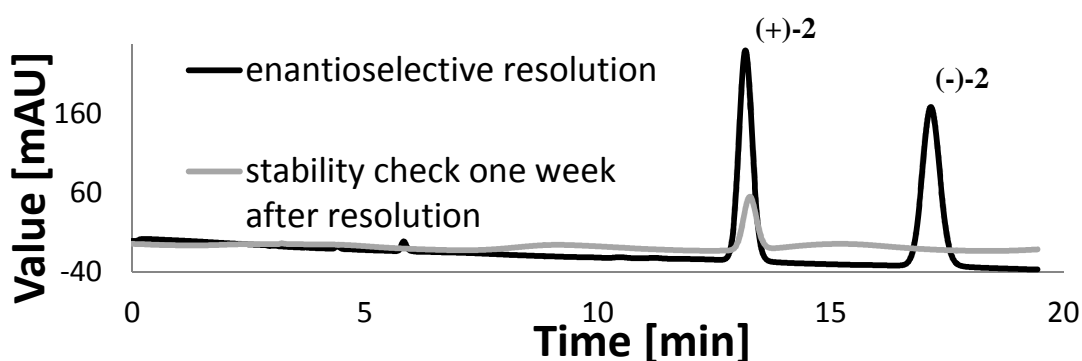 (+)-2
enantioselective resolution
(-)-2
stability check one week
after resolution
Value [mAU]
160
60
-40
0 5 10 15 20
Time [min]